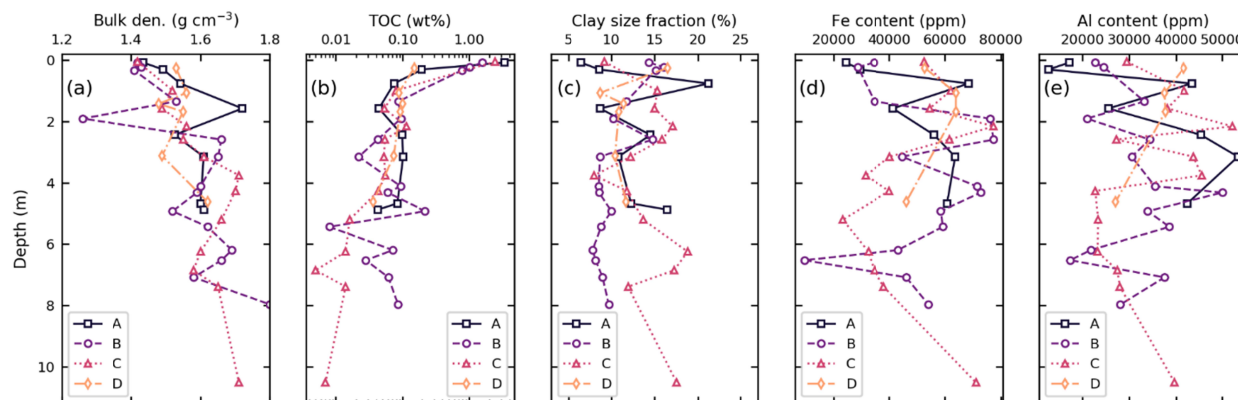 Bulk den. (g cm⁻³)
1.2 1.4 1.6 1.8
TOC (wt%)
0.01 0.10 1.00
Clay size fraction (%)
5 10 15 20 25
Fe content (ppm)
20000 40000 60000 80000
Al content (ppm)
20000 30000 40000 50000
Depth (m)
0
2
4
6
8
10
(a)
(b)
(c)
(d)
(e)
A
B
C
D
A
B
C
D
A
B
C
D
A
B
C
D
A
B
C
D